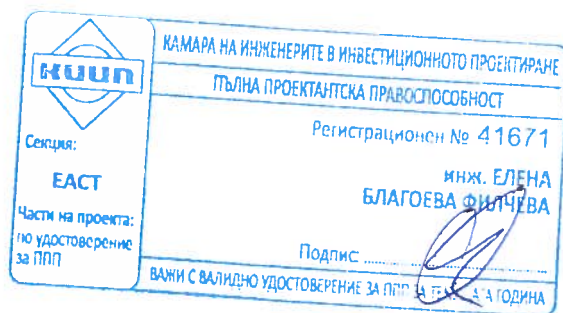 КИИП
Секция:
ЕАСТ
Части на проекта:
по удостоверение
за ППП
КАМАРА НА ИНЖЕНЕРИТЕ В ИНВЕСТИЦИОННОТО ПРОЕКТИРАНЕ
ПЪЛНА ПРОЕКТАНТСКА ПРАВОСПОСОБНОСТ
Регистрационен № 41671
инж. ЕЛЕНА
БЛАГОЕВА ФИЛЧЕВА
Подпис
ВАЖИ С ВАЛИДНО УДОСТОВЕРЕНИЕ ЗА ППП ЗА ГОДИНА